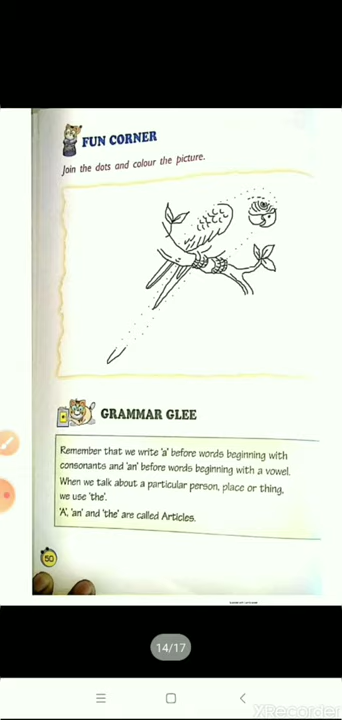 FUN CORNER
Join the dots and colour the picture.
GRAMMAR GLEE
Remember that we write 'a' before words beginning with
consonants and 'an' before words beginning with a vowel.
When we talk about a particular person, place or thing,
we use 'the'.
'A', 'an' and 'the' are called Articles.
50
14/17
XRecorder